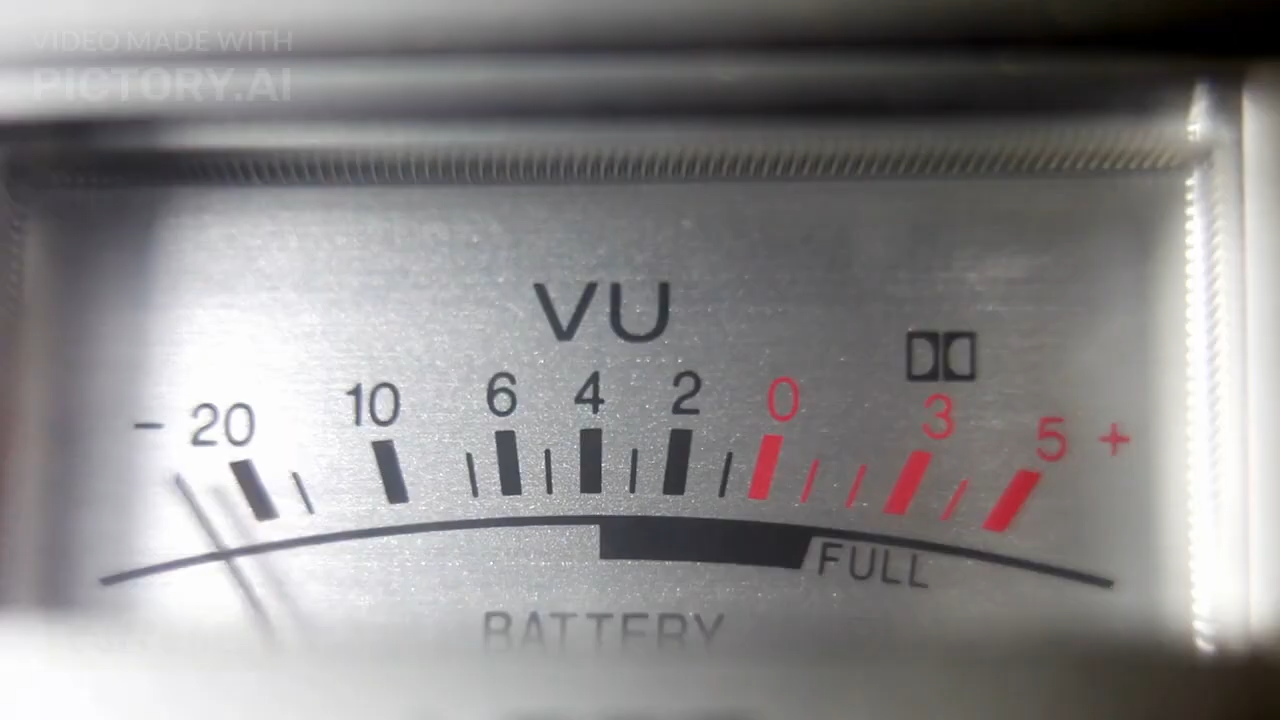 VIDEO MADE WITH
PICTORY.AI
VU
- 20 10 6 4 2 0 3 5 +
FULL
BATTERY